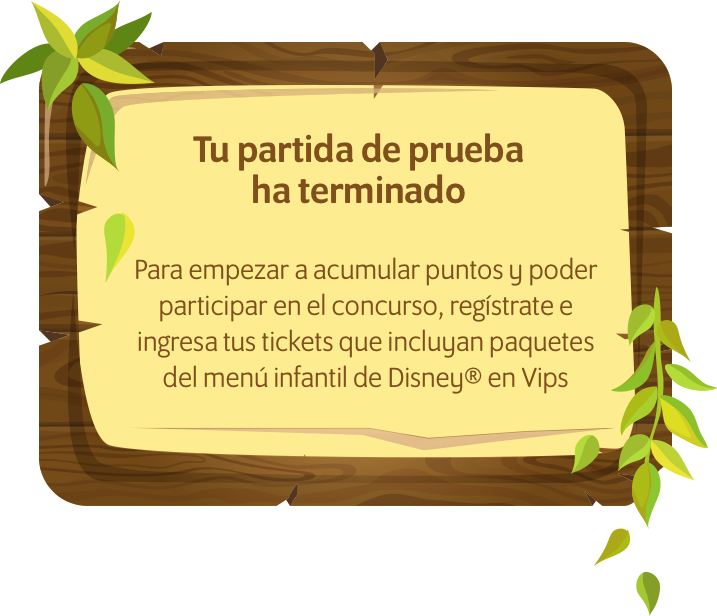 Tu partida de prueba
ha terminado
Para empezar a acumular puntos y poder
participar en el concurso, regístrate e
ingresa tus tickets que incluyan paquetes
del menú infantil de Disney® en Vips